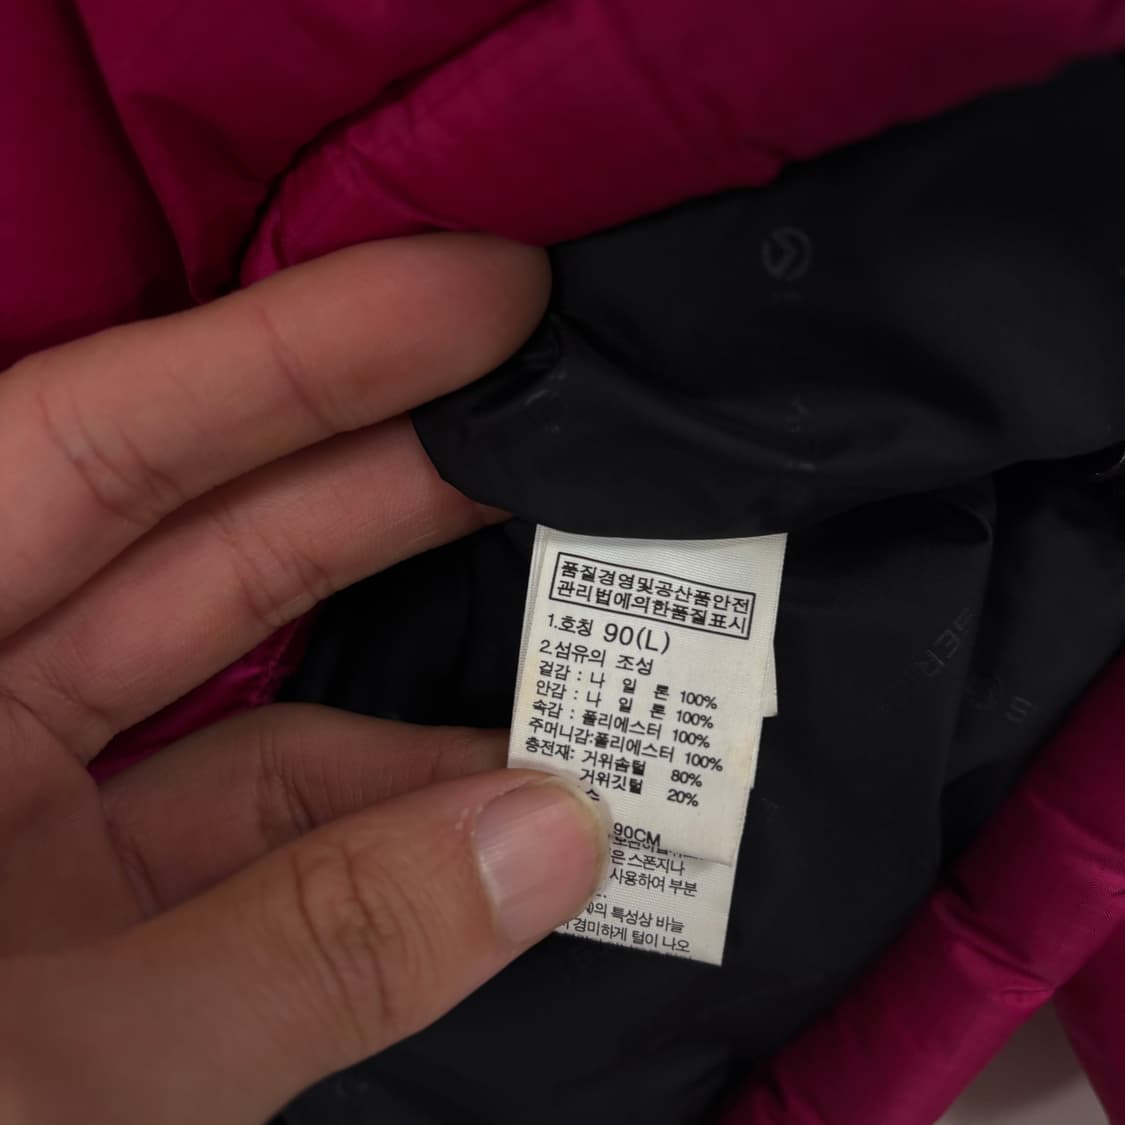 품질경영및공산품안전
관리법에의한품질표시
1.호칭 90(L)
2.섬유의 조성
겉감 : 나 일 론 100%
안감 : 나 일 론 100%
속감 : 폴리에스터 100%
주머니감:폴리에스터 100%
충전재: 거위솜털 80%
거위깃털 20%
90CM
은 스폰지나
사용하여 부분
의 특성상 바늘
경미하게 털이 나오